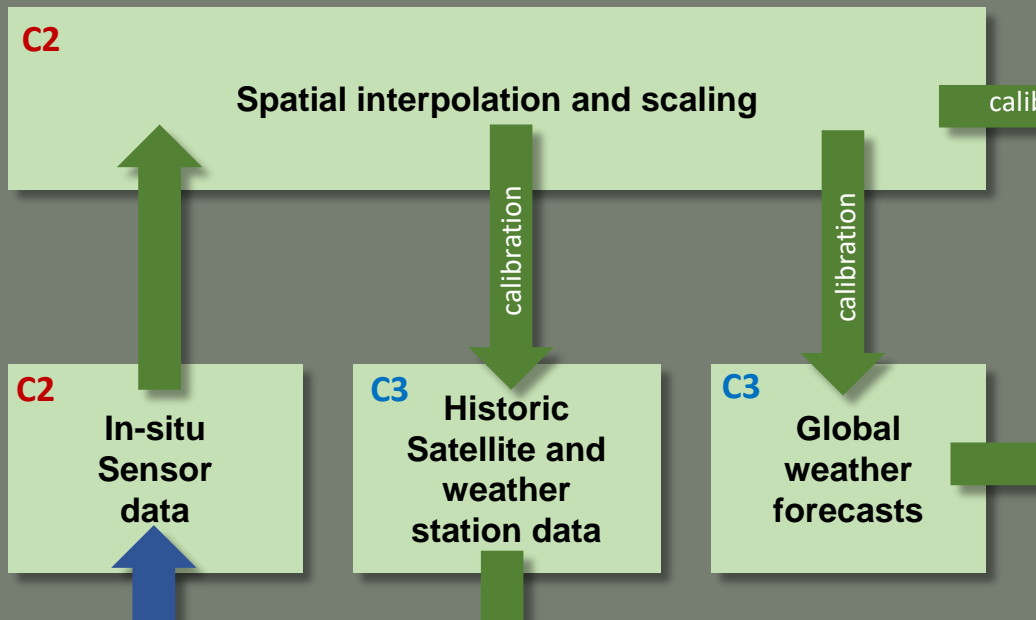 C2
Spatial interpolation and scaling
calib
calibration
calibration
C2
In-situ
Sensor
data
C3
Historic
Satellite and
weather
station data
C3
Global
weather
forecasts